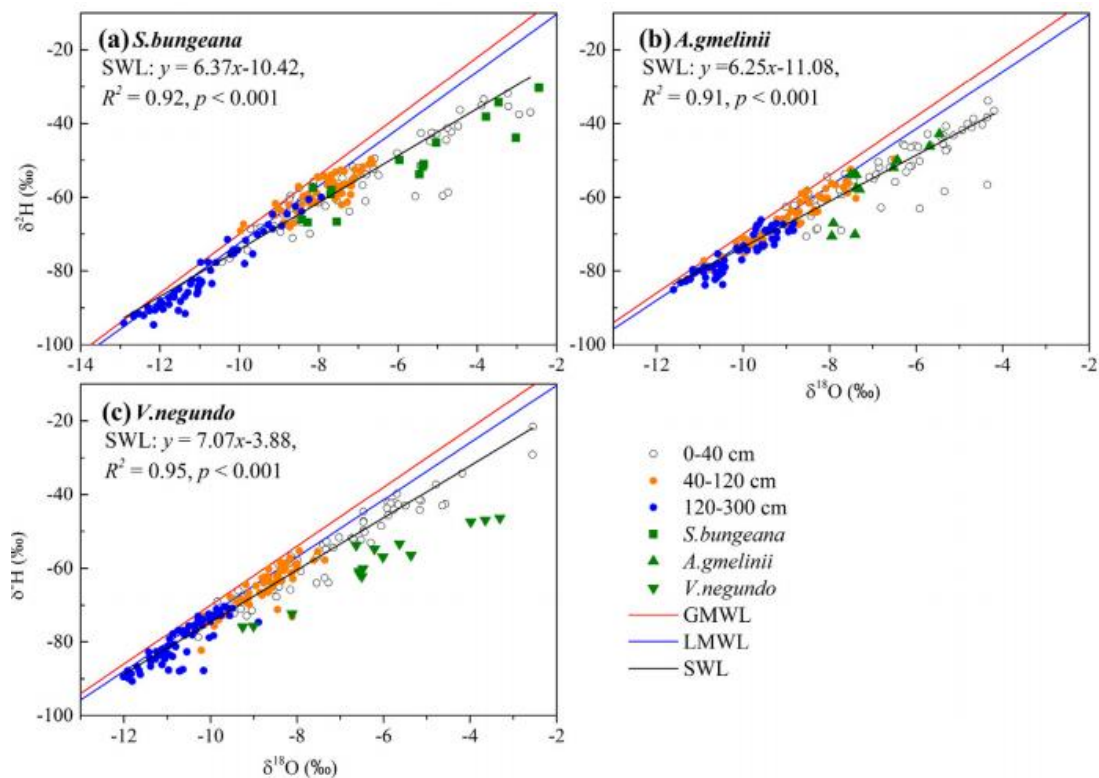 (a) S.bungeana
SWL: y = 6.37x-10.42,
R² = 0.92, p < 0.001
-20
-40
-60
-80
-100
δ²H (‰)
-14 -12 -10 -8 -6 -4 -2
(b) A.gmelinii
SWL: y =6.25x-11.08,
R² = 0.91, p < 0.001
-20
-40
-60
-80
-100
-12 -10 -8 -6 -4 -2
δ¹⁸O (‰)
(c) V.negundo
SWL: y = 7.07x-3.88,
R² = 0.95, p < 0.001
-20
-40
-60
-80
-100
H (‰)
-12 -10 -8 -6 -4 -2
δ¹⁸O (‰)
0-40 cm
40-120 cm
120-300 cm
S.bungeana
A.gmelinii
V.negundo
GMWL
LMWL
SWL